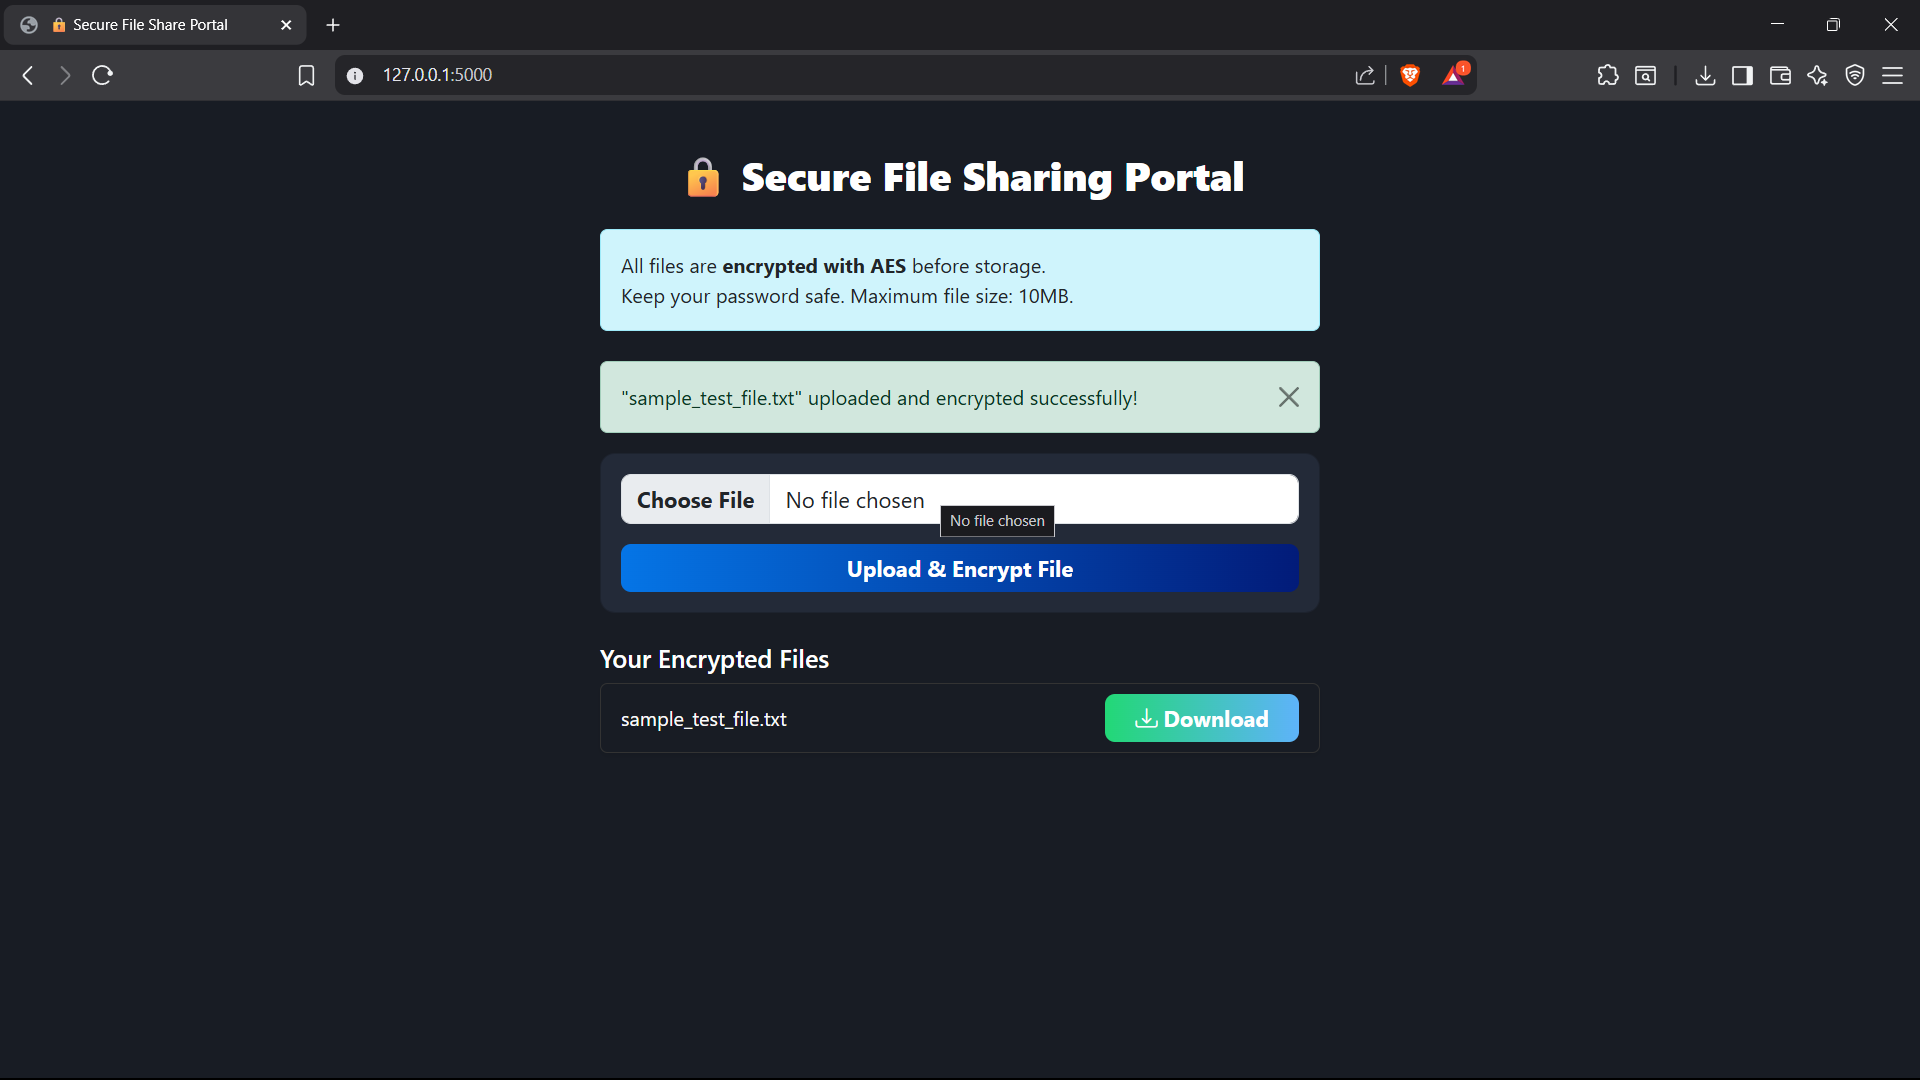 Secure File Share Portal
127.0.0.1:5000
1
Secure File Sharing Portal
All files are encrypted with AES before storage.
Keep your password safe. Maximum file size: 10MB.
"sample_test_file.txt" uploaded and encrypted successfully!
Choose File No file chosen
No file chosen
Upload & Encrypt File
Your Encrypted Files
sample_test_file.txt
Download